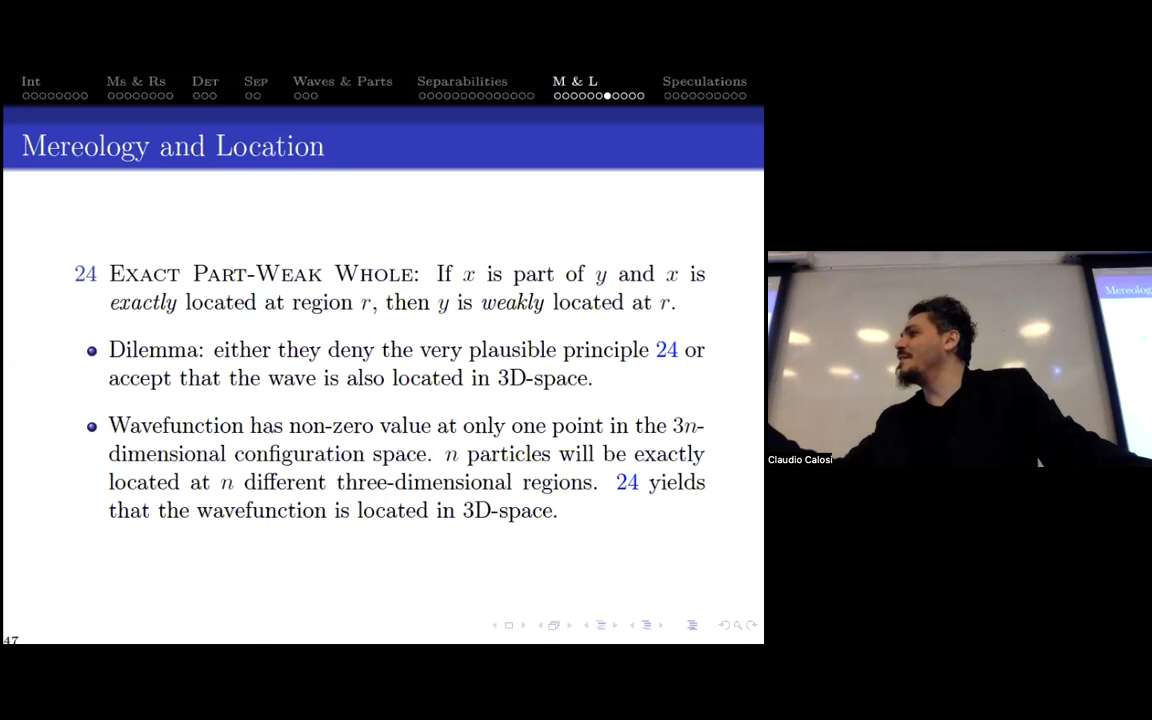 Int Ms & Rs Det Sep Waves & Parts Separabilities M & L Speculations
Mereology and Location
24 Exact Part-Weak Whole: If x is part of y and x is
exactly located at region r, then y is weakly located at r.
Dilemma: either they deny the very plausible principle 24 or
accept that the wave is also located in 3D-space.
Wavefunction has non-zero value at only one point in the 3n-
dimensional configuration space. n particles will be exactly
located at n different three-dimensional regions. 24 yields
that the wavefunction is located in 3D-space.
47
Mereolog
Claudio Calosi